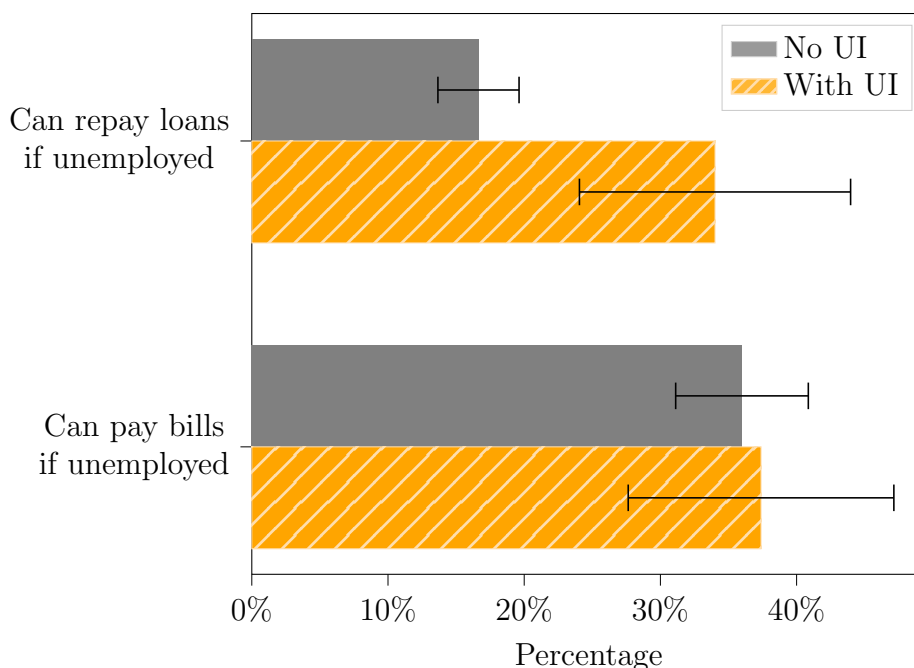 No UI
With UI
Can repay loans
if unemployed
Can pay bills
if unemployed
0% 10% 20% 30% 40%
Percentage